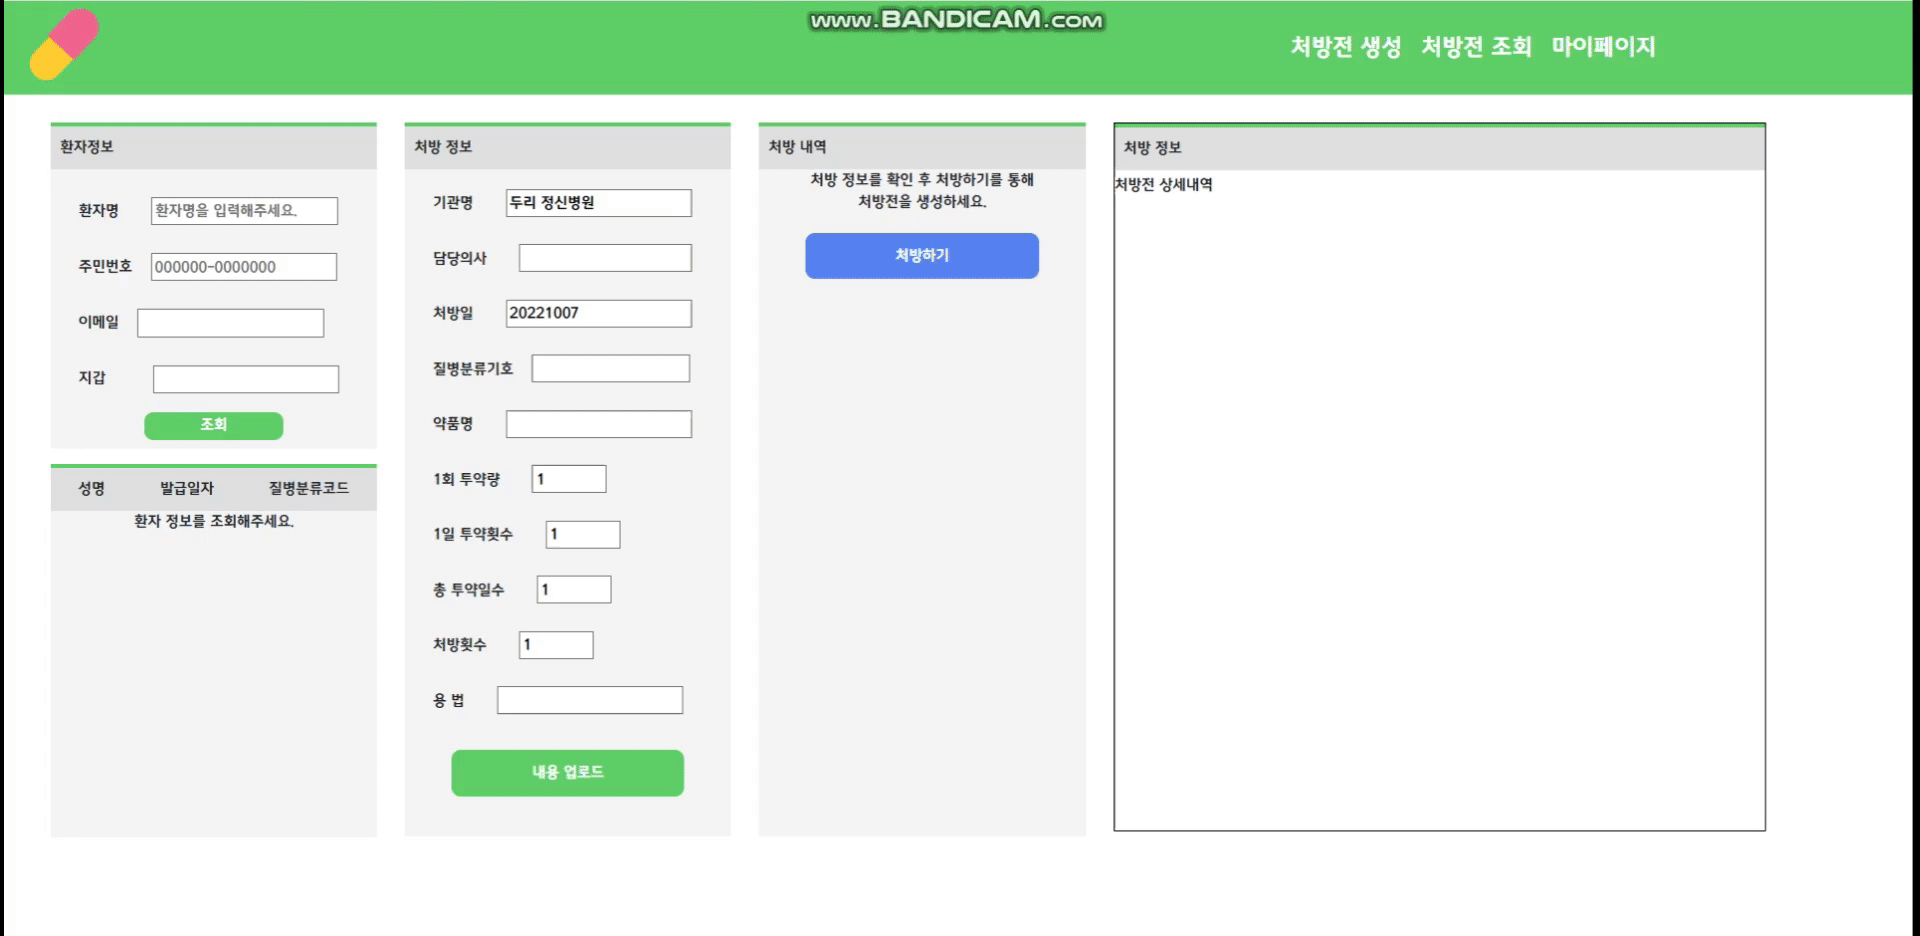 www.BANDICAM.com
처방전 생성 처방전 조회 마이페이지
환자정보
환자명 환자명을 입력해주세요.
주민번호 000000-0000000
이메일
지갑
조회
성명 발급일자 질병분류코드
환자 정보를 조회해주세요.
처방 정보
기관명 두리 정신병원
담당의사
처방일 20221007
질병분류기호
약품명
1회 투약량 1
1일 투약횟수 1
총 투약일수 1
처방횟수 1
용 법
내용 업로드
처방 내역
처방 정보를 확인 후 처방하기를 통해
처방전을 생성하세요.
처방하기
처방 정보
처방전 상세내역